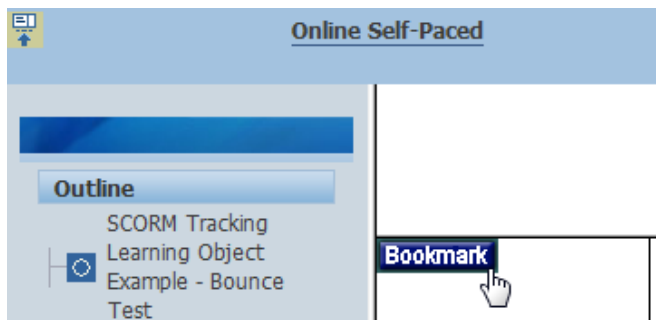 Online Self-Paced
Outline
SCORM Tracking
Learning Object
Example - Bounce
Test
Bookmark